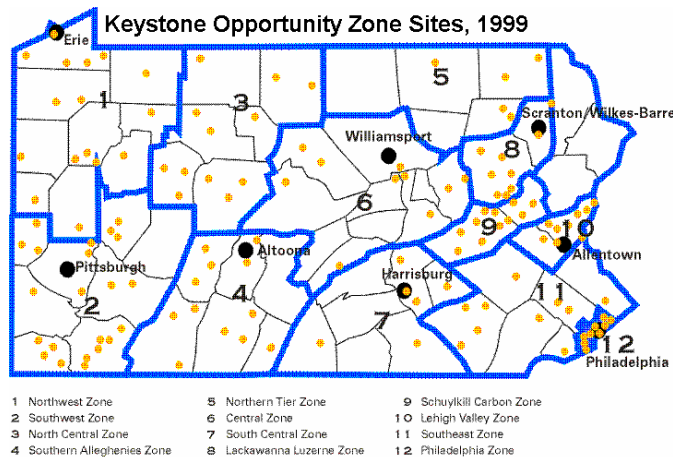 Keystone Opportunity Zone Sites, 1999
Erie
5
1
3
Scranton/Wilkes-Barre
Williamsport
8
6
9
10
Altoona
Allentown
Pittsburgh
Harrisburg
4
11
2
7
12
Philadelphia
1 Northwest Zone
2 Southwest Zone
3 North Central Zone
4 Southern Alleghenies Zone
5 Northern Tier Zone
6 Central Zone
7 South Central Zone
8 Lackawanna Luzerne Zone
9 Schuylkill Carbon Zone
10 Lehigh Valley Zone
11 Southeast Zone
12 Philadelphia Zone